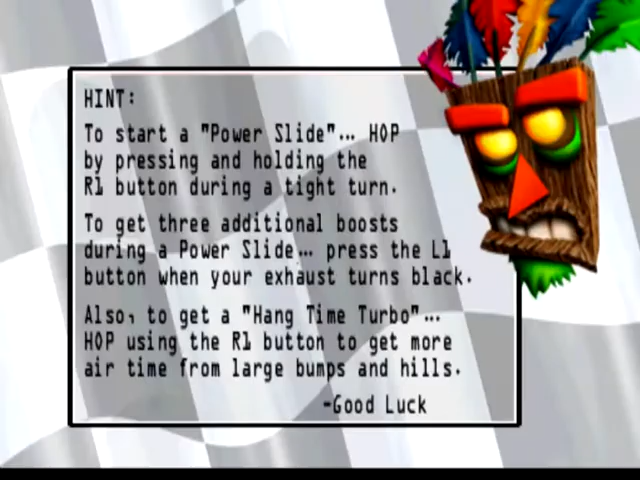 HINT:
To start a "Power Slide"... HOP
by pressing and holding the
R1 button during a tight turn.
To get three additional boosts
during a Power Slide... press the L1
button when your exhaust turns black.
Also, to get a "Hang Time Turbo"...
HOP using the R1 button to get more
air time from large bumps and hills.
-Good Luck